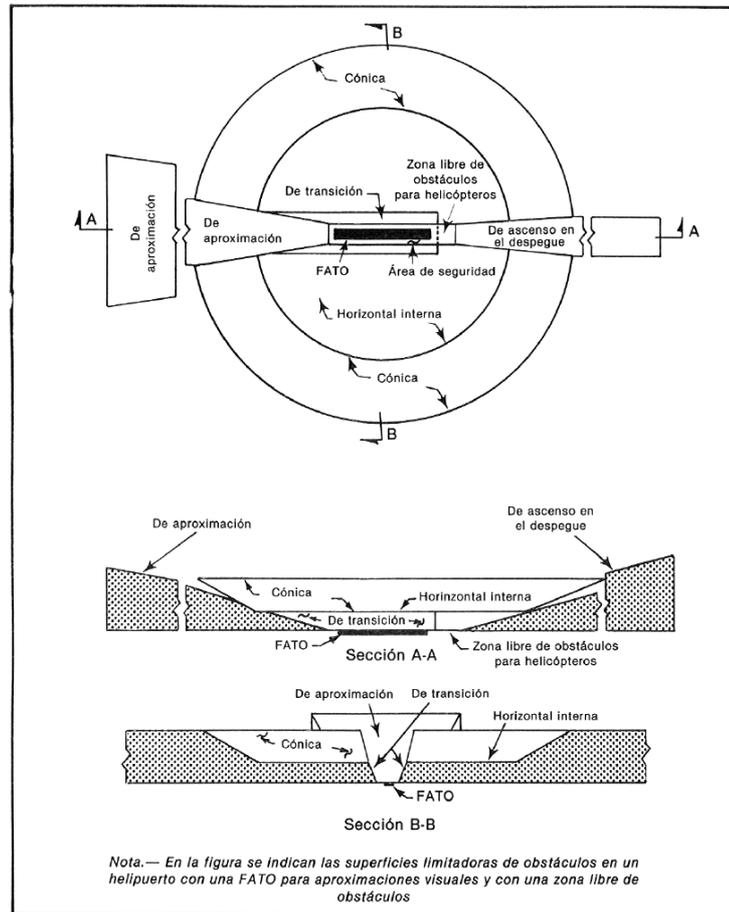 B
Cónica
Zona libre de
obstáculos
para helicópteros
De transición
A
De
aproximación
De
aproximación
De ascenso en
el despegue
A
FATO
Área de seguridad
Horizontal interna
Cónica
B
De aproximación
De ascenso en
el despegue
Cónica
Horinzontal interna
De transición
FATO
Zona libre de obstáculos
para helicópteros
Sección A-A
De aproximación
De transición
Horizontal interna
Cónica
FATO
Sección B-B
Nota.— En la figura se indican las superficies limitadoras de obstáculos en un
helipuerto con una FATO para aproximaciones visuales y con una zona libre de
obstáculos